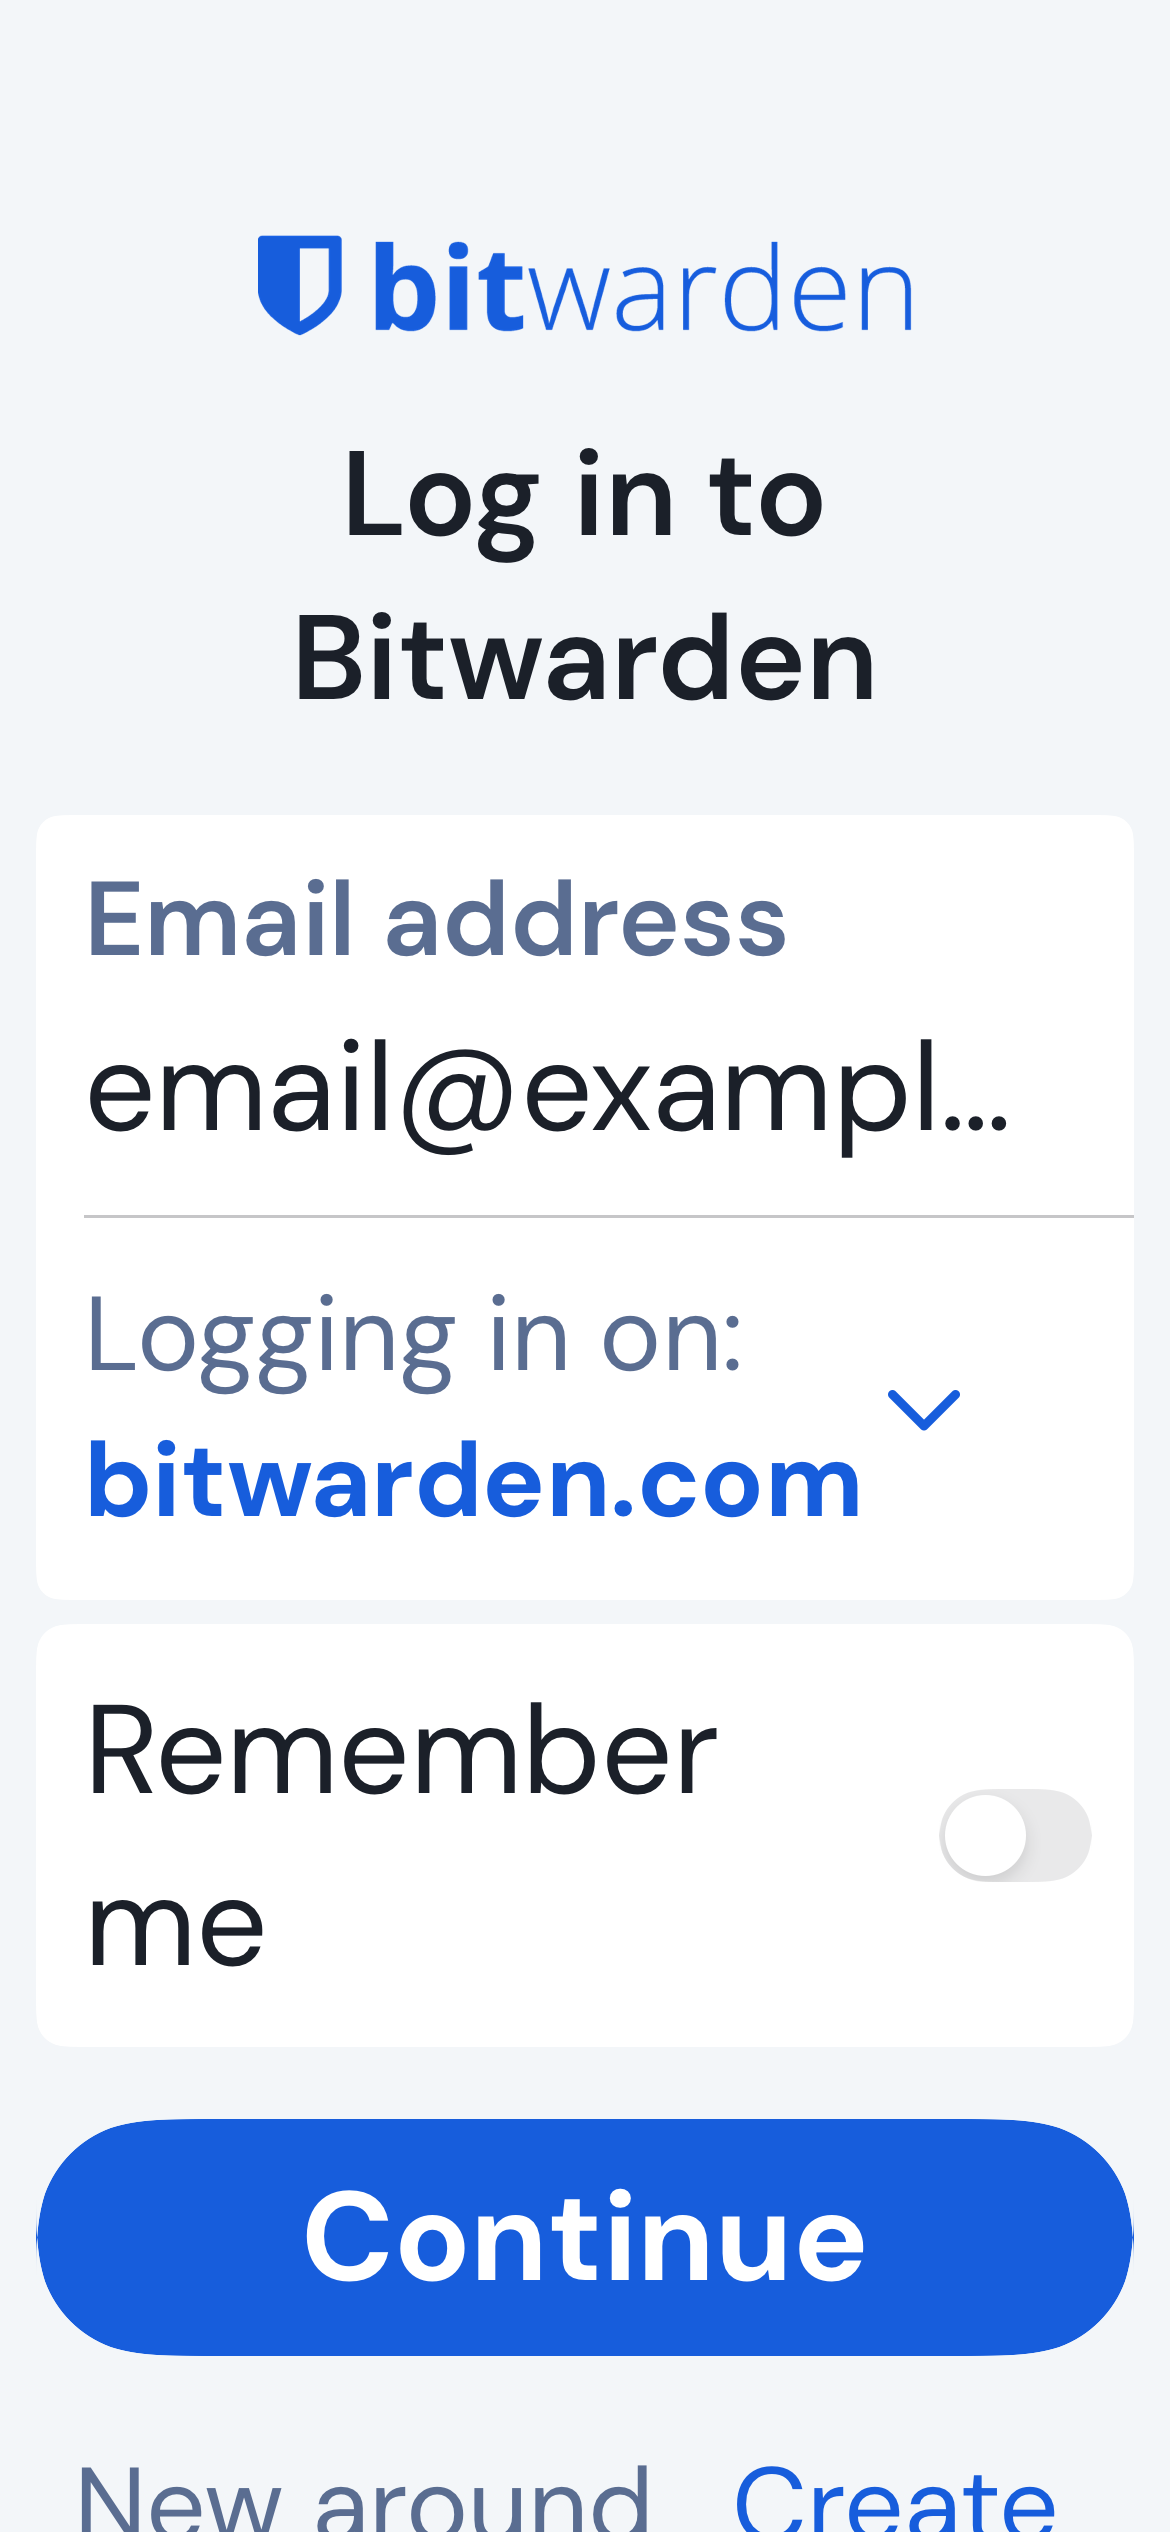 bitwarden
Log in to
Bitwarden
Email address
email@exampl...
Logging in on:
bitwarden.com
Remember
me
Continue
New around Create